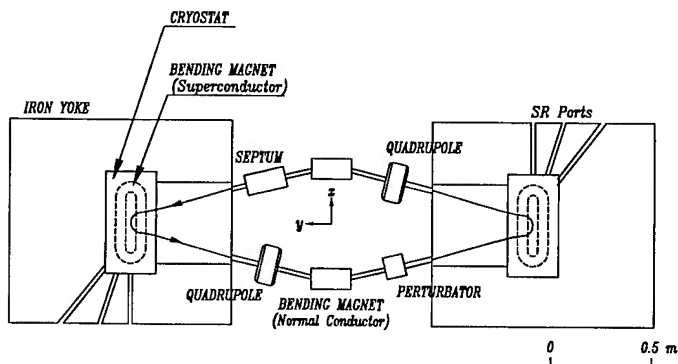 CRYOSTAT
BENDING MAGNET
(Superconductor)
IRON YOKE
SR Ports
QUADRUPOLE
SEPTUM
x
y
QUADRUPOLE
BENDING MAGNET
(Normal Conductor)
PERTURBATOR
0 0.5 m